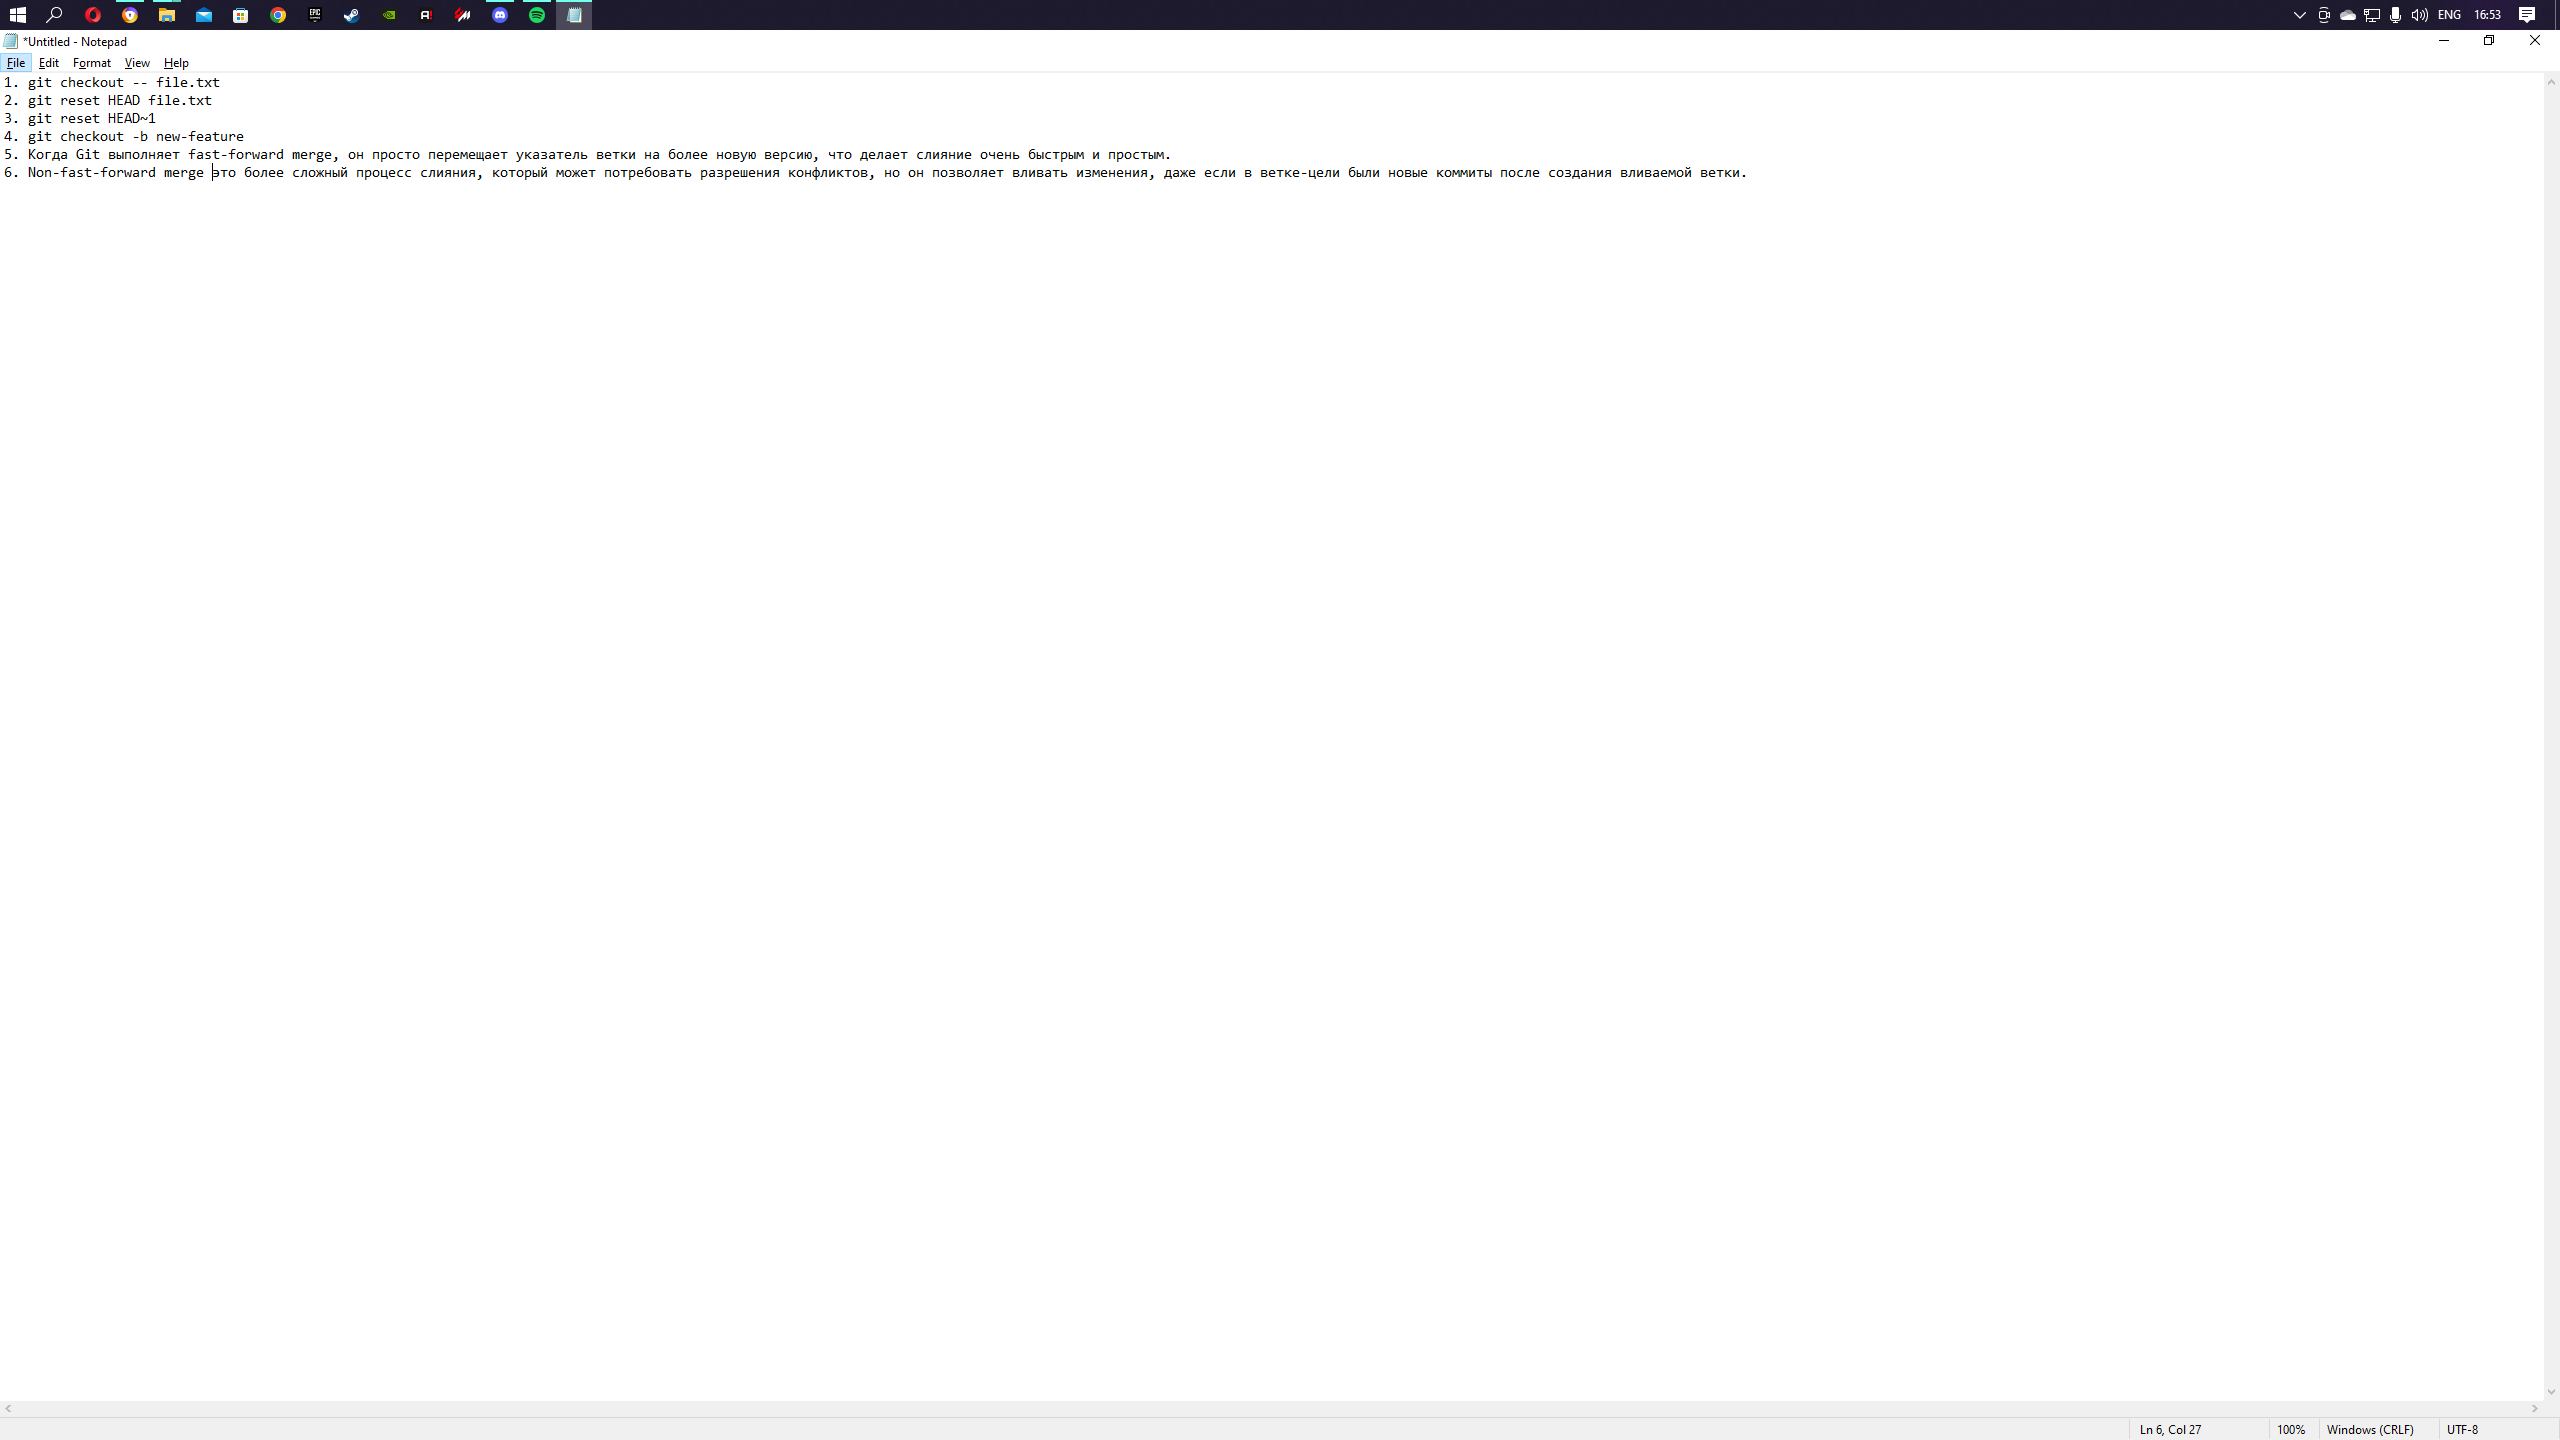 ENG 16:53
*Untitled - Notepad
File Edit Format View Help
1. git checkout -- file.txt
2. git reset HEAD file.txt
3. git reset HEAD~1
4. git checkout -b new-feature
5. Когда Git выполняет fast-forward merge, он просто перемещает указатель ветки на более новую версию, что делает слияние очень быстрым и простым.
6. Non-fast-forward merge это более сложный процесс слияния, который может потребовать разрешения конфликтов, но он позволяет вливать изменения, даже если в ветке-цели были новые коммиты после создания вливаемой ветки.
Ln 6, Col 27 100% Windows (CRLF) UTF-8